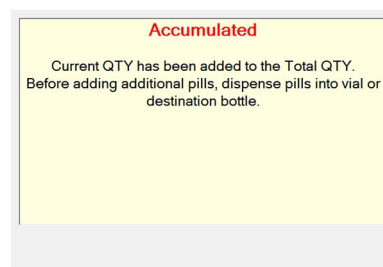 Accumulated
Current QTY has been added to the Total QTY.
Before adding additional pills, dispense pills into vial or
destination bottle.